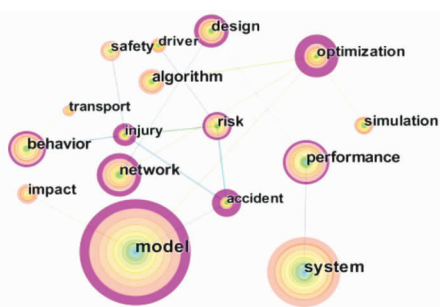 design
safety
driver
optimization
algorithm
transport
simulation
injury
risk
behavior
performance
network
impact
accident
model
system